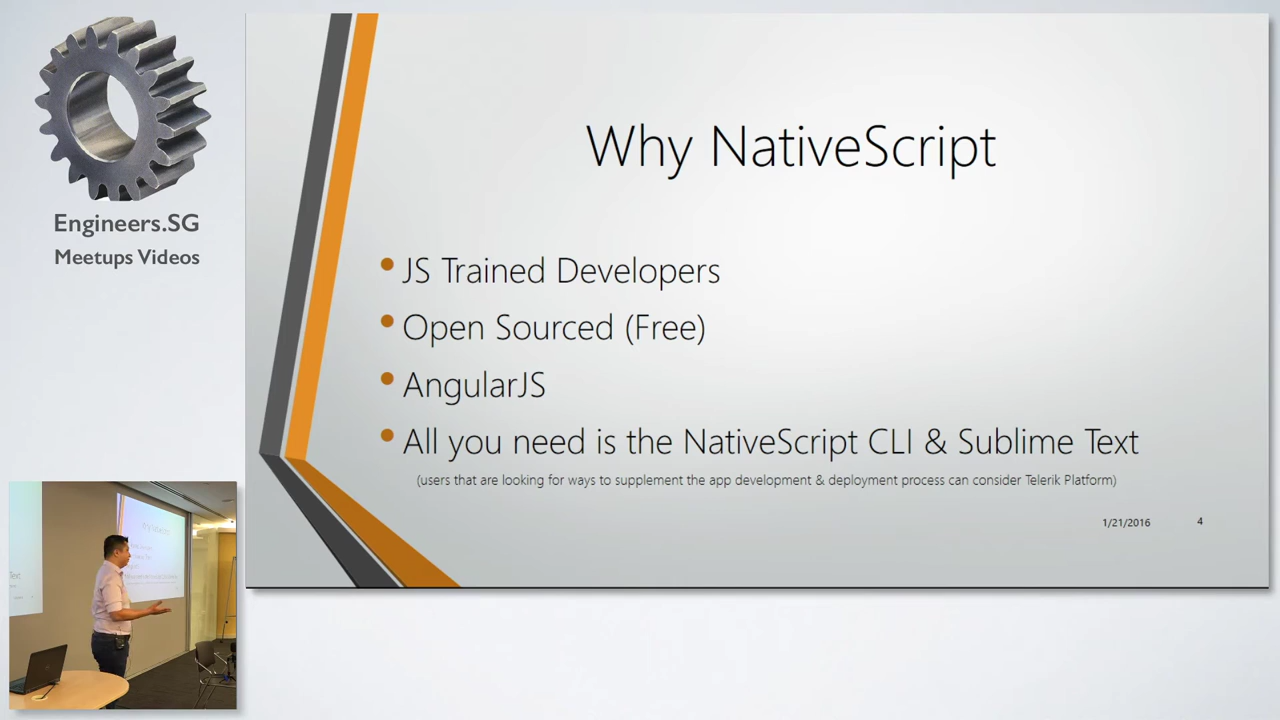 Engineers.SG
Meetups Videos
Why NativeScript
JS Trained Developers
Open Sourced (Free)
AngularJS
All you need is the NativeScript CLI & Sublime Text
(users that are looking for ways to supplement the app development & deployment process can consider Telerik Platform)
1/21/2016
4